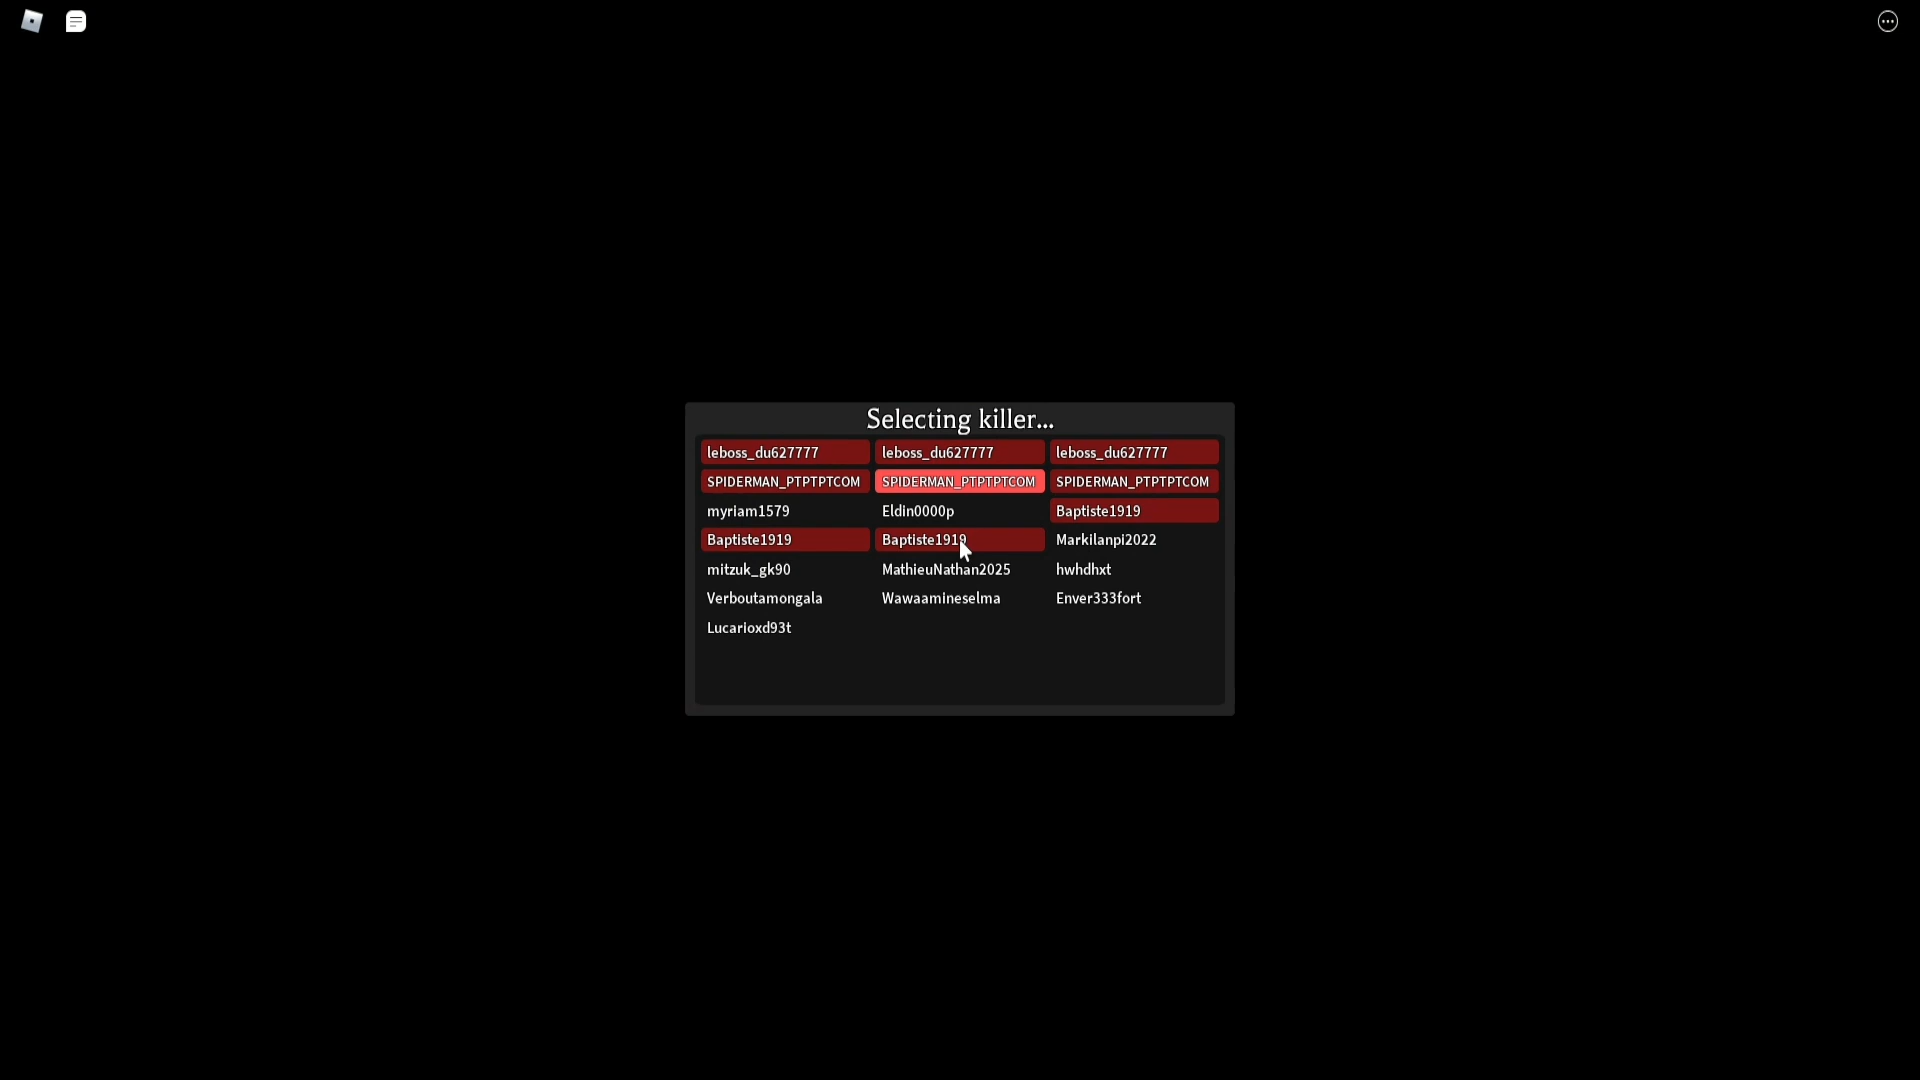 Selecting killer...
leboss_du627777 leboss_du627777 leboss_du627777
SPIDERMAN_PTPTPTCOM SPIDERMAN_PTPTPTCOM SPIDERMAN_PTPTPTCOM
myriam1579 Eldin0000p Baptiste1919
Baptiste1919 Baptiste1919 Markilanpi2022
mitzuk_gk90 MathieuNathan2025 hwhdhxt
Verboutamongala Wawaamineselma Enver333fort
Lucarioxd93t